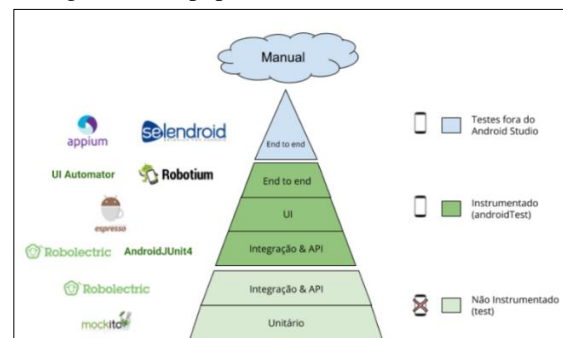 Manual
appium
selendroid
End to end
Testes fora do
Android Studio
UI Automator
Robotium
End to end
espresso
UI
Instrumentado
(androidTest)
Robolectric
AndroidJUnit4
Integração & API
Robolectric
Integração & API
Não Instrumentado
(test)
mockito
Unitário